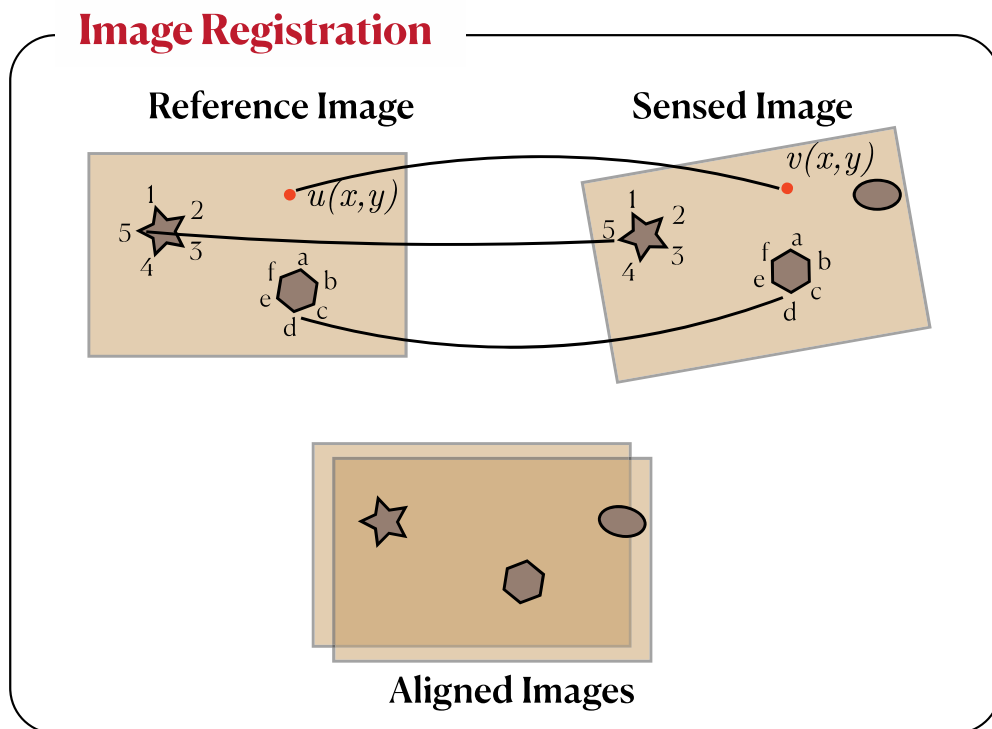 Image Registration
Reference Image
Sensed Image
u(x,y)
1
2
3
4
5
a
b
c
d
e
f
v(x,y)
1
2
3
4
5
a
b
c
d
e
f
Aligned Images